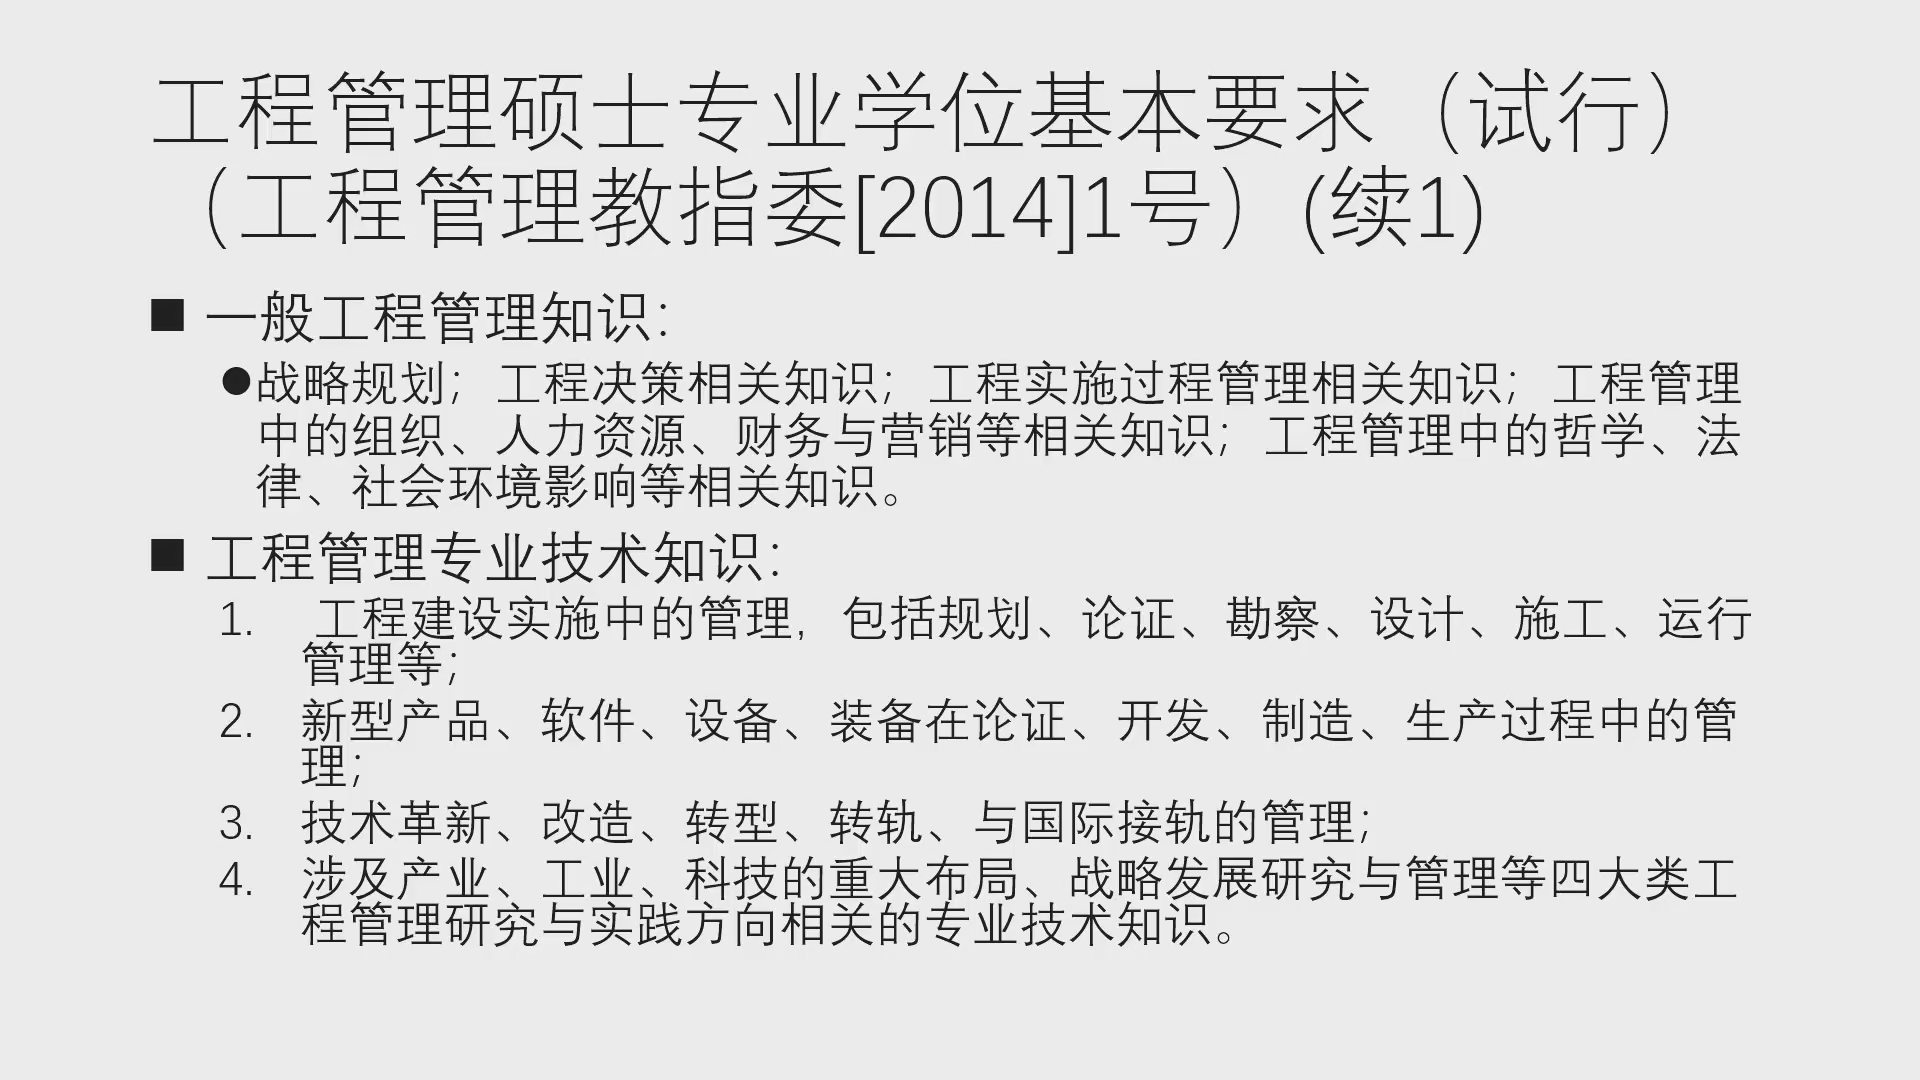 工程管理硕士专业学位基本要求（试行）
（工程管理教指委[2014]1号）(续1)
■ 一般工程管理知识：
●战略规划；工程决策相关知识；工程实施过程管理相关知识；工程管理
中的组织、人力资源、财务与营销等相关知识；工程管理中的哲学、法
律、社会环境影响等相关知识。
■ 工程管理专业技术知识：
1. 工程建设实施中的管理，包括规划、论证、勘察、设计、施工、运行
管理等；
2. 新型产品、软件、设备、装备在论证、开发、制造、生产过程中的管
理；
3. 技术革新、改造、转型、转轨、与国际接轨的管理；
4. 涉及产业、工业、科技的重大布局、战略发展研究与管理等四大类工
程管理研究与实践方向相关的专业技术知识。